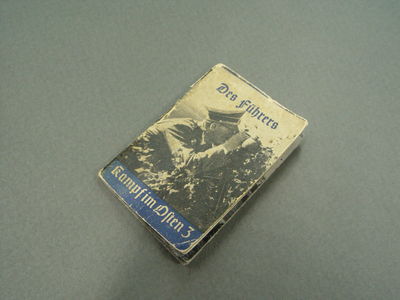 Des Führers
Kampf im Osten 3